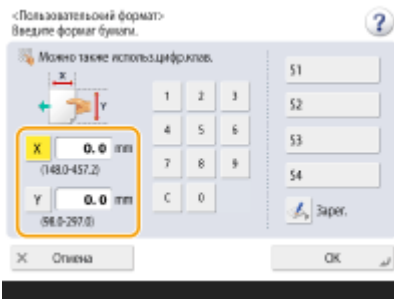 <Пользовательский формат>
Введите формат бумаги.
?
Можно также использ.цифр.клав.
X
Y
1 2 3
4 5 6
7 8 9
C 0
X 0. 0 mm
(148.0-457.2)
Y 0. 0 mm
(98.0-297.0)
S1
S2
S3
S4
Зарег.
Отмена
OK